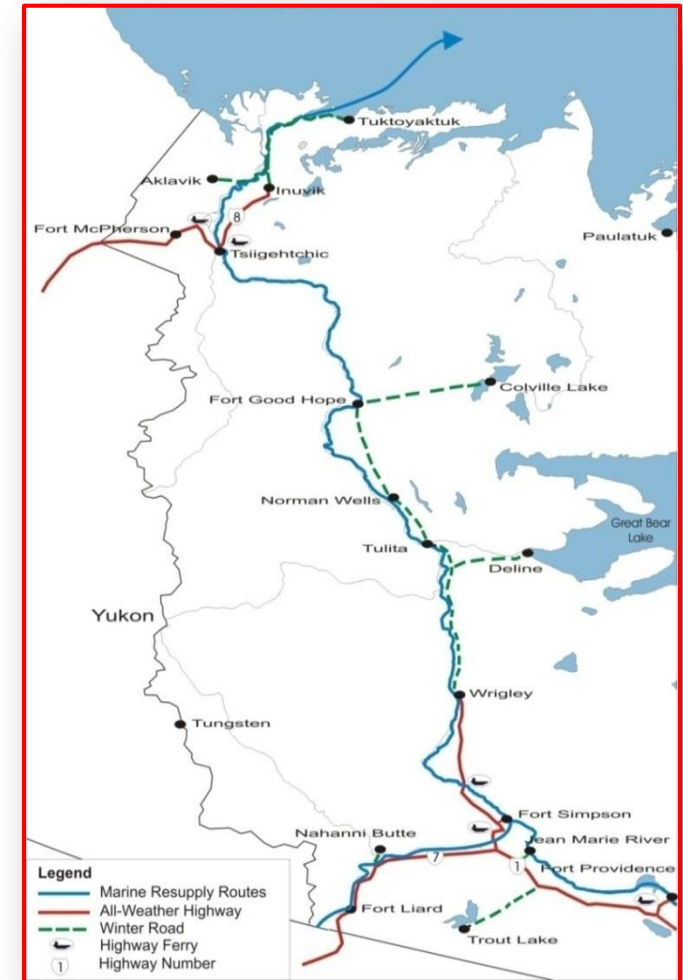 Tuktoyaktuk
Aklavik
Inuvik
8
Fort McPherson
Tsiigehtchic
Paulatuk
Colville Lake
Fort Good Hope
Norman Wells
Great Bear
Lake
Tulita
Deline
Yukon
Wrigley
Tungsten
Fort Simpson
Nahanni Butte
Jean Marie River
7
1
Fort Providence
Fort Liard
Trout Lake
Legend
Marine Resupply Routes
All-Weather Highway
Winter Road
Highway Ferry
1
Highway Number